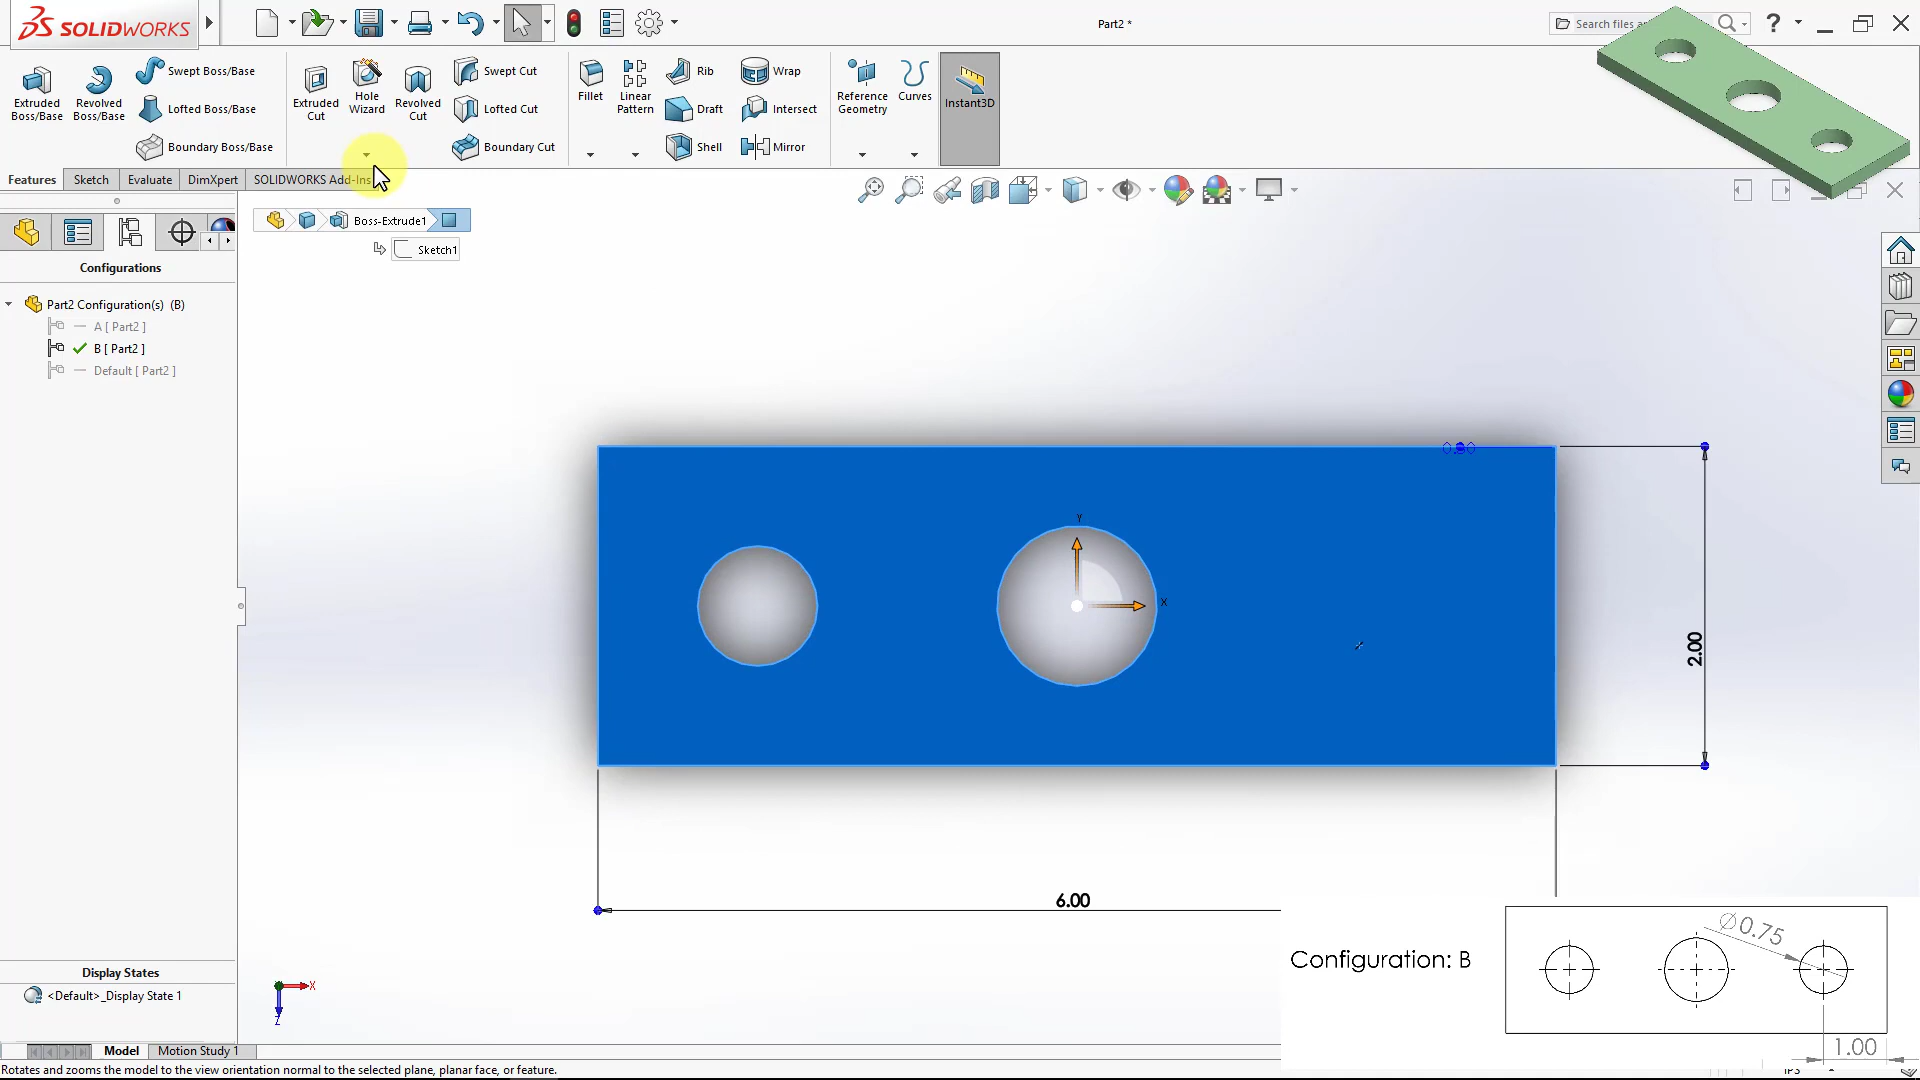 SOLIDWORKS
Part2 *
Search files an
?
Extruded Boss/Base
Revolved Boss/Base
Swept Boss/Base
Lofted Boss/Base
Boundary Boss/Base
Extruded Cut
Hole Wizard
Revolved Cut
Swept Cut
Lofted Cut
Boundary Cut
Fillet
Linear Pattern
Rib
Draft
Shell
Wrap
Intersect
Mirror
Reference Geometry
Curves
Instant3D
Features
Sketch
Evaluate
DimXpert
SOLIDWORKS Add-Ins
Boss-Extrude1
Sketch1
Configurations
Part2 Configuration(s) (B)
A [ Part2 ]
B [ Part2 ]
Default [ Part2 ]
Y
X
2.00
6.00
Configuration: B
Ø0.75
1.00
Display States
<Default>_Display State 1
X
Z
Model
Motion Study 1
Rotates and zooms the model to the view orientation normal to the selected plane, planar face, or feature.